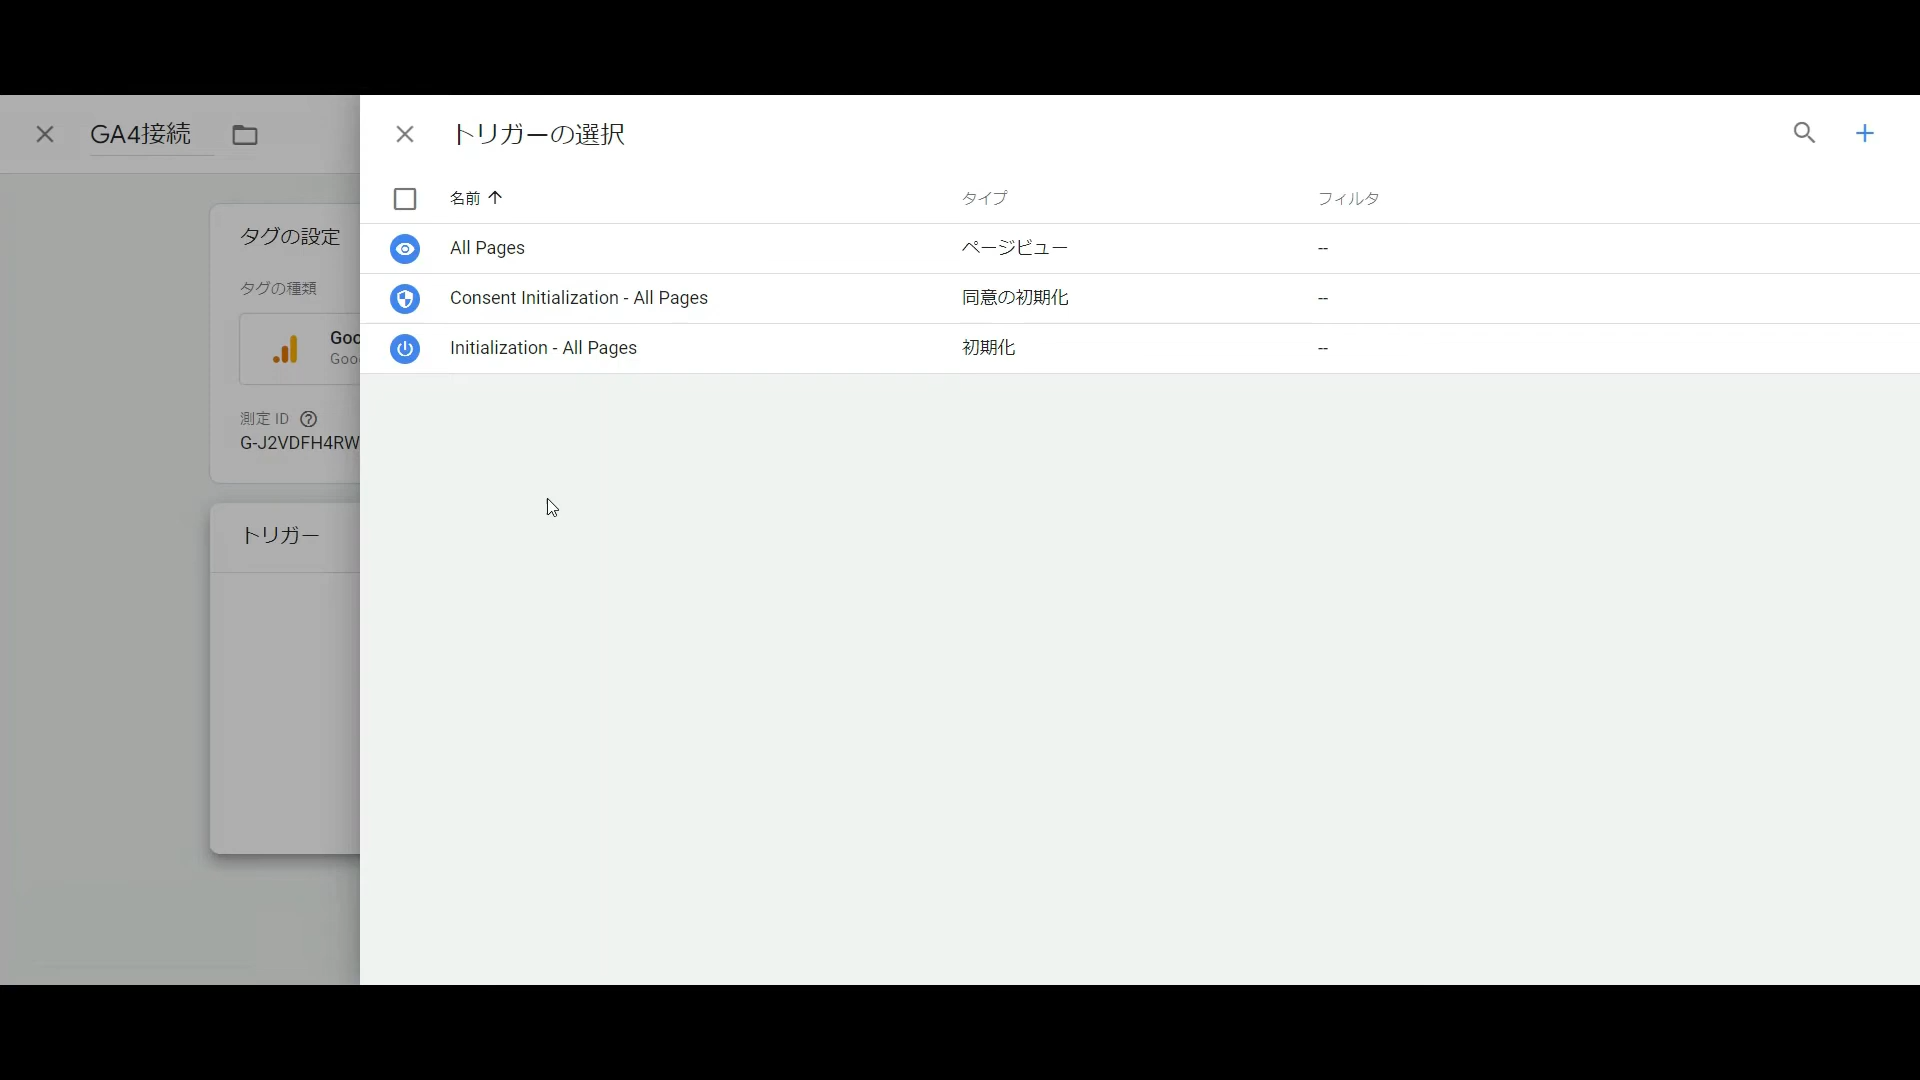 GA4接続
トリガーの選択
名前 タイプ フィルタ
All Pages ページビュー --
Consent Initialization - All Pages 同意の初期化 --
Initialization - All Pages 初期化 --
タグの設定
タグの種類
Goo
Goo
測定 ID
G-J2VDFH4RW
トリガー